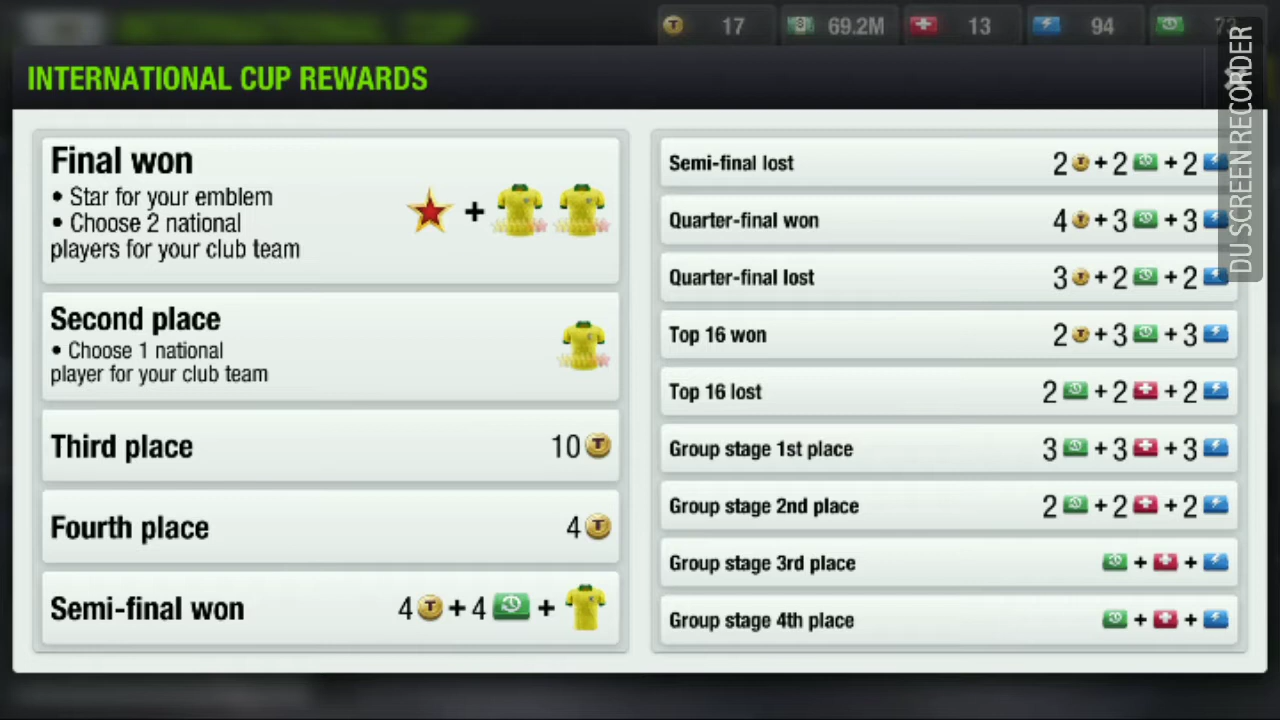 17 69.2M 13 94
INTERNATIONAL CUP REWARDS
DU SCREEN RECORDER
Final won
• Star for your emblem
• Choose 2 national
players for your club team
+
Second place
• Choose 1 national
player for your club team
Third place 10 T
Fourth place 4 T
Semi-final won 4 T + 4 +
Semi-final lost 2 T + 2 + 2
Quarter-final won 4 T + 3 + 3
Quarter-final lost 3 T + 2 + 2
Top 16 won 2 T + 3 + 3
Top 16 lost 2 + 2 + 2
Group stage 1st place 3 + 3 + 3
Group stage 2nd place 2 + 2 + 2
Group stage 3rd place + +
Group stage 4th place + +